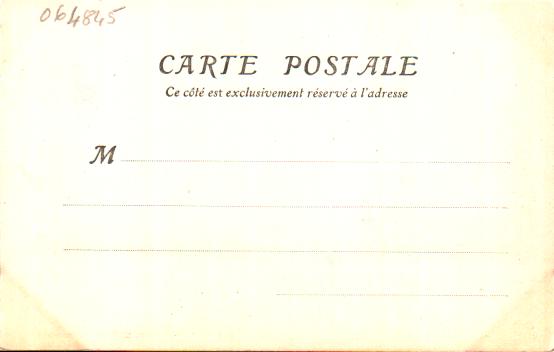 064845
CARTE POSTALE
Ce côté est exclusivement réservé à l'adresse
M